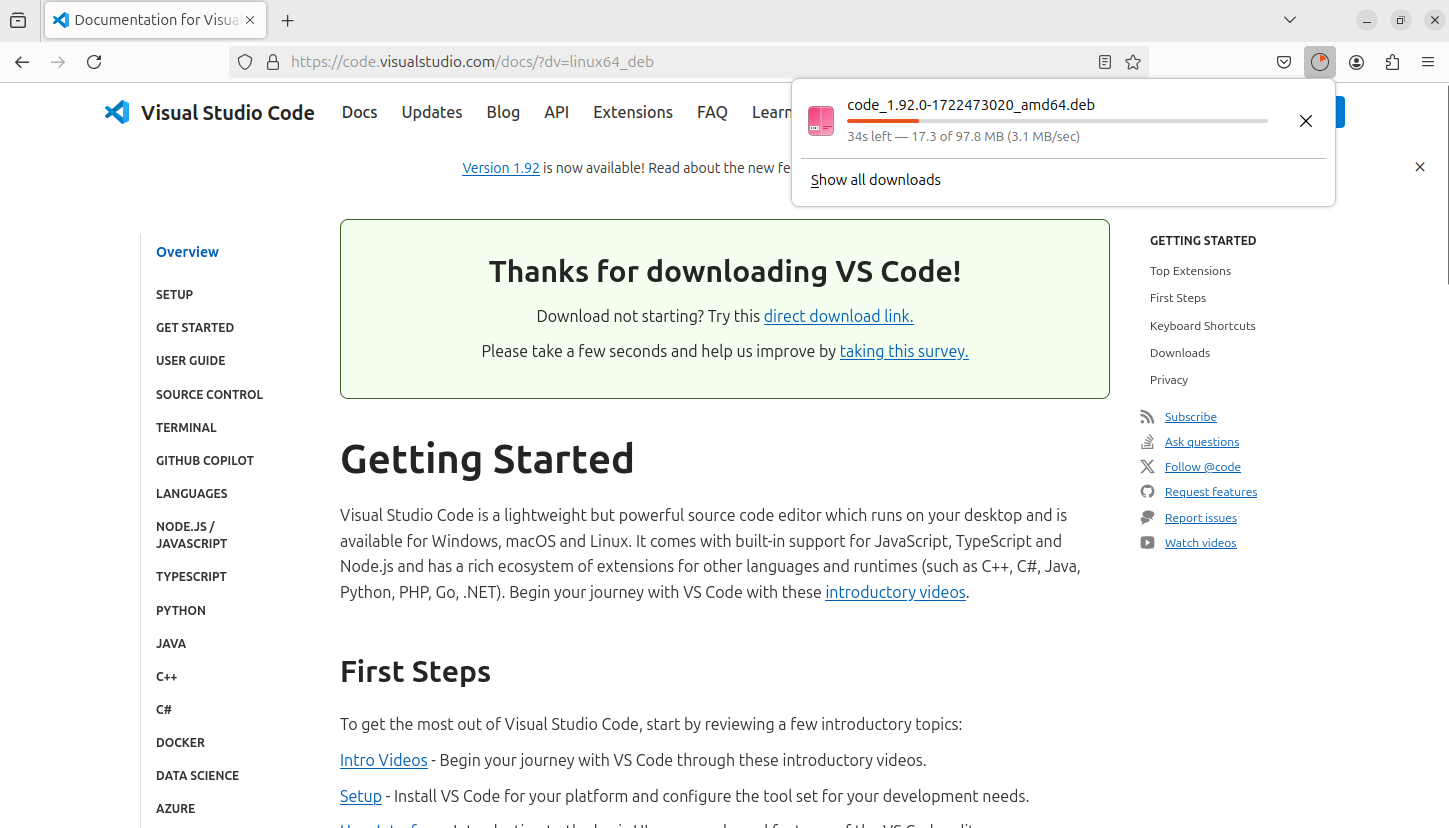 Documentation for Visua
https://code.visualstudio.com/docs/?dv=linux64_deb
code_1.92.0-1722473020_amd64.deb
34s left — 17.3 of 97.8 MB (3.1 MB/sec)
Show all downloads
Visual Studio Code
Docs
Updates
Blog
API
Extensions
FAQ
Learn
Version 1.92 is now available! Read about the new fe
Overview
SETUP
GET STARTED
USER GUIDE
SOURCE CONTROL
TERMINAL
GITHUB COPILOT
LANGUAGES
NODE.JS /
JAVASCRIPT
TYPESCRIPT
PYTHON
JAVA
C++
C#
DOCKER
DATA SCIENCE
AZURE
Thanks for downloading VS Code!
Download not starting? Try this direct download link.
Please take a few seconds and help us improve by taking this survey.
Getting Started
Visual Studio Code is a lightweight but powerful source code editor which runs on your desktop and is
available for Windows, macOS and Linux. It comes with built-in support for JavaScript, TypeScript and
Node.js and has a rich ecosystem of extensions for other languages and runtimes (such as C++, C#, Java,
Python, PHP, Go, .NET). Begin your journey with VS Code with these introductory videos.
First Steps
To get the most out of Visual Studio Code, start by reviewing a few introductory topics:
Intro Videos - Begin your journey with VS Code through these introductory videos.
Setup - Install VS Code for your platform and configure the tool set for your development needs.
GETTING STARTED
Top Extensions
First Steps
Keyboard Shortcuts
Downloads
Privacy
Subscribe
Ask questions
Follow @code
Request features
Report issues
Watch videos